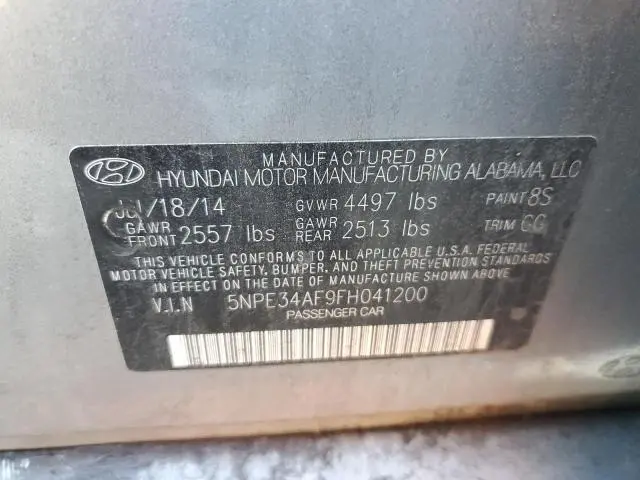 MANUFACTURED BY
HYUNDAI MOTOR MANUFACTURING ALABAMA, LLC
Jul/18/14 GVWR 4497 lbs PAINT 8S
GAWR FRONT 2557 lbs GAWR REAR 2513 lbs TRIM GG
THIS VEHICLE CONFORMS TO ALL APPLICABLE U.S.A. FEDERAL
MOTOR VEHICLE SAFETY, BUMPER, AND THEFT PREVENTION STANDARDS
IN EFFECT ON THE DATE OF MANUFACTURE SHOWN ABOVE.
V.I.N 5NPE34AF9FH041200
PASSENGER CAR